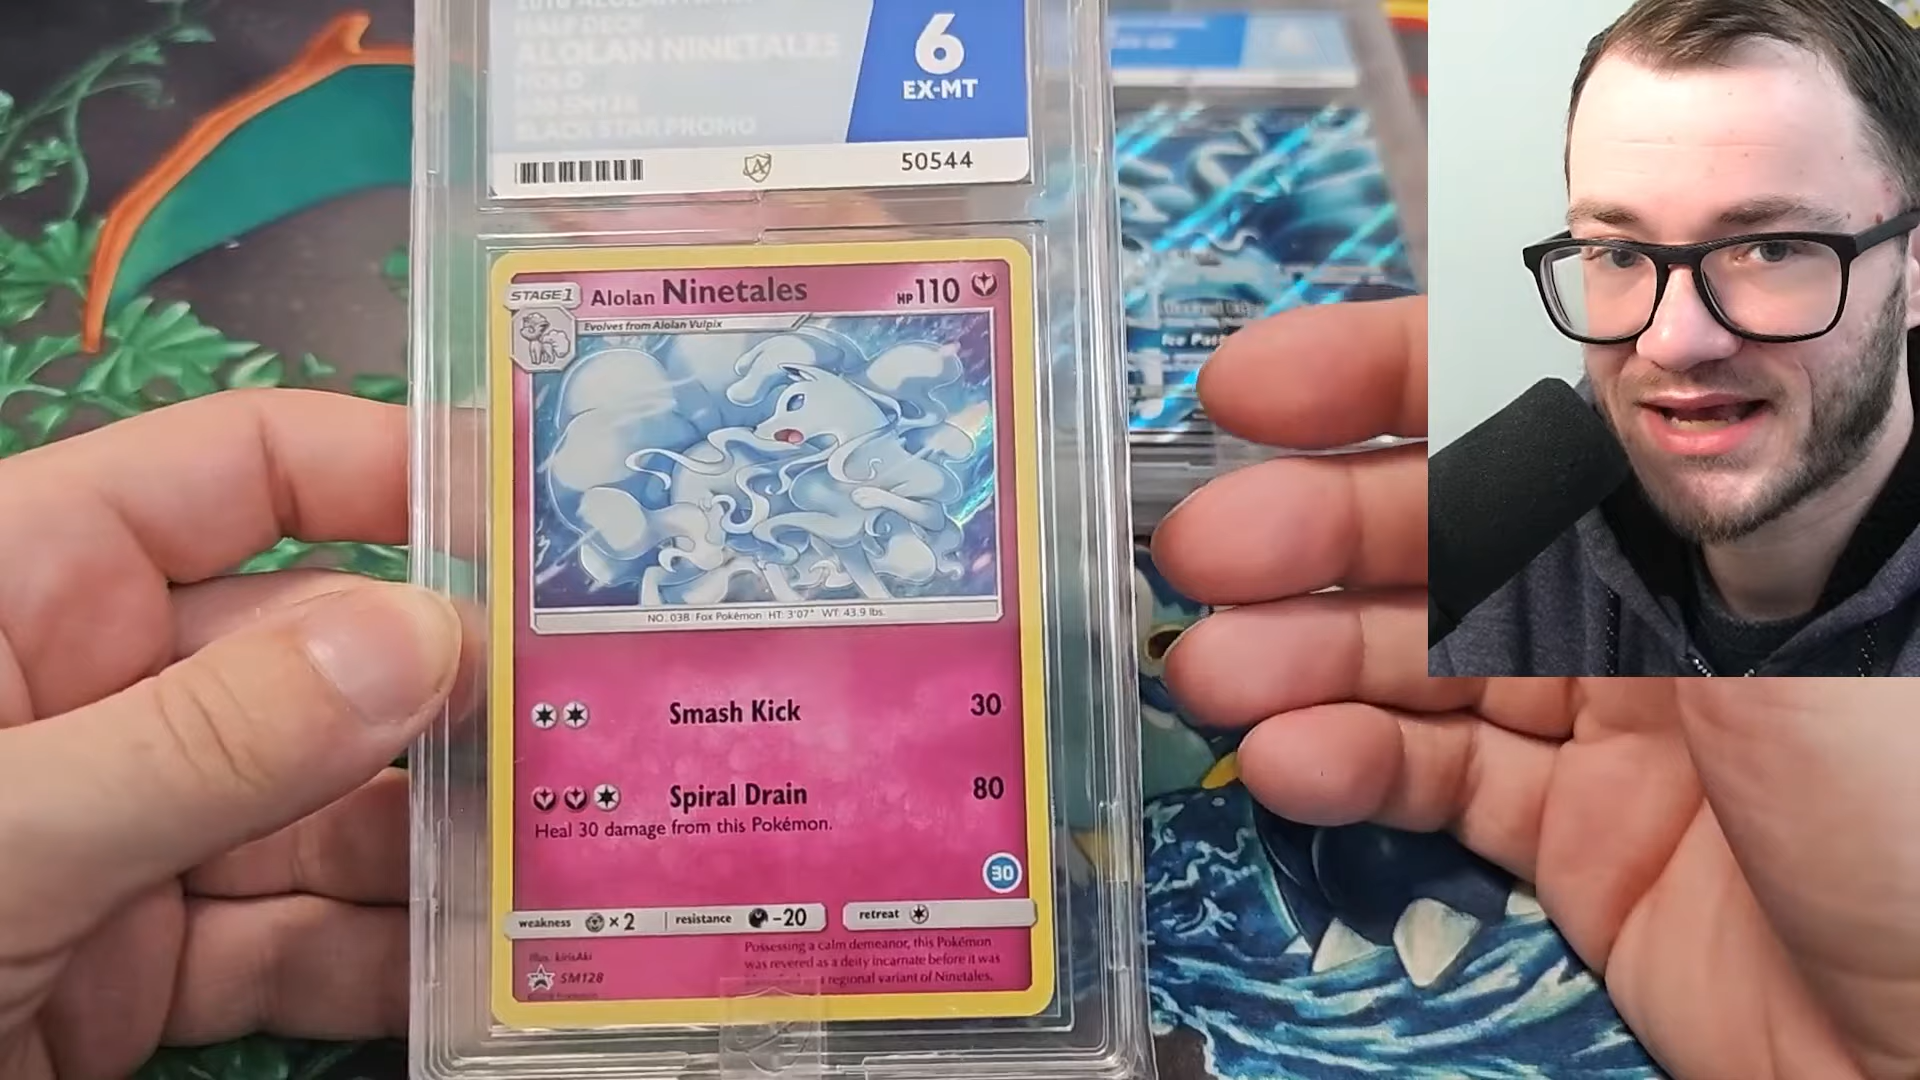 HALF DECK
ALOLAN NINETALES
HOLO
SM128
BLACK STAR PROMO
6
EX-MT
50544
STAGE 1
Alolan Ninetales
HP 110
Evolves from Alolan Vulpix
NO. 038 Fox Pokémon HT: 3'07" WT: 43.9 lbs.
Smash Kick 30
Spiral Drain 80
Heal 30 damage from this Pokémon.
30
weakness ×2 resistance -20 retreat
Illus. kirisAki
SM128
Possessing a calm demeanor, this Pokémon
was revered as a deity incarnate before it was
regional variant of Ninetales.
Ice